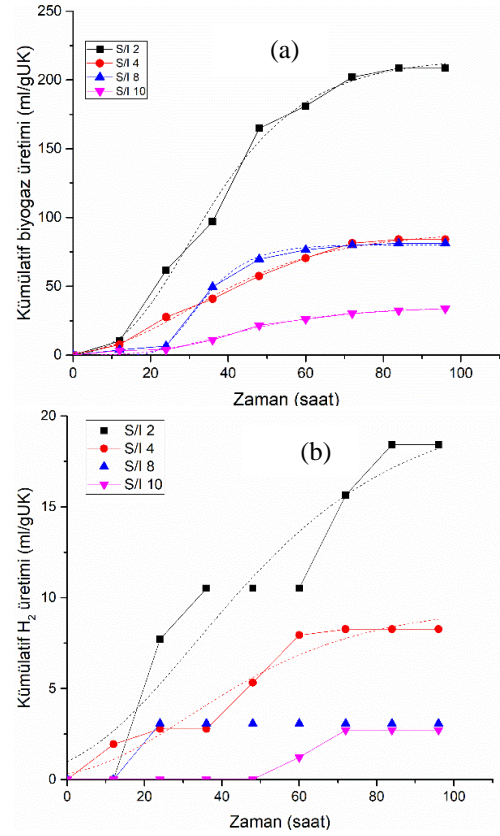 (a)
S/I 2
S/I 4
S/I 8
S/I 10
Kümülatif biyogaz üretimi (ml/gUK)
250
200
150
100
50
0
0 20 40 60 80 100
Zaman (saat)
(b)
S/I 2
S/I 4
S/I 8
S/I 10
Kümülatif H₂ üretimi (ml/gUK)
20
15
10
5
0
0 20 40 60 80 100
Zaman (saat)